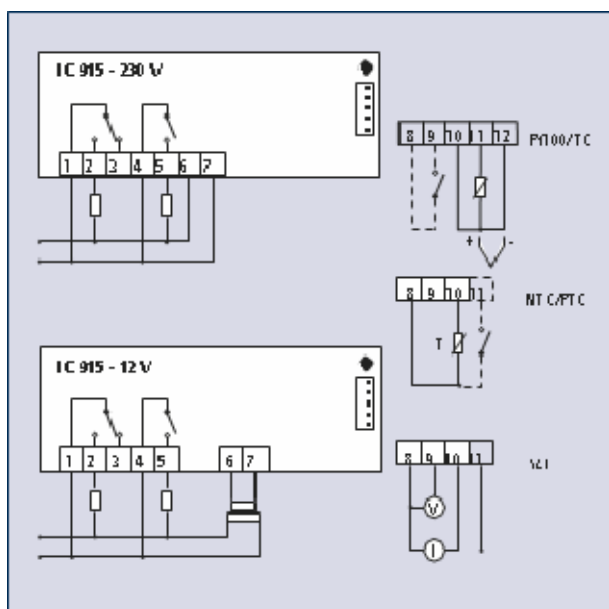 IC 915 - 230 V
1 2 3 4 5 6 7
8 9 10 11 12
Pt100/TC
+ -
8 9 10 11
NTC/PTC
T
IC 915 - 12 V
1 2 3 4 5 6 7
8 9 10 11
V
I
V/I